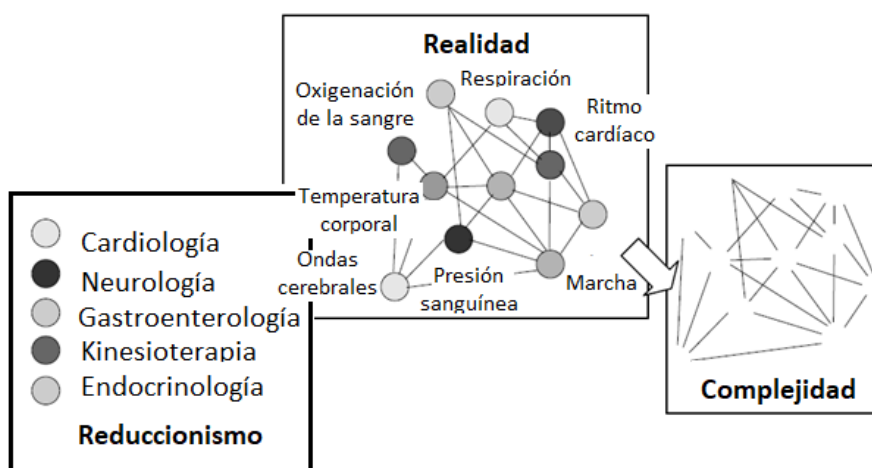 Realidad
Respiración
Oxigenación
de la sangre
Ritmo
cardíaco
Temperatura
corporal
Ondas
cerebrales
Presión
sanguínea
Marcha
Cardiología
Neurología
Gastroenterología
Kinesioterapia
Endocrinología
Reduccionismo
Complejidad